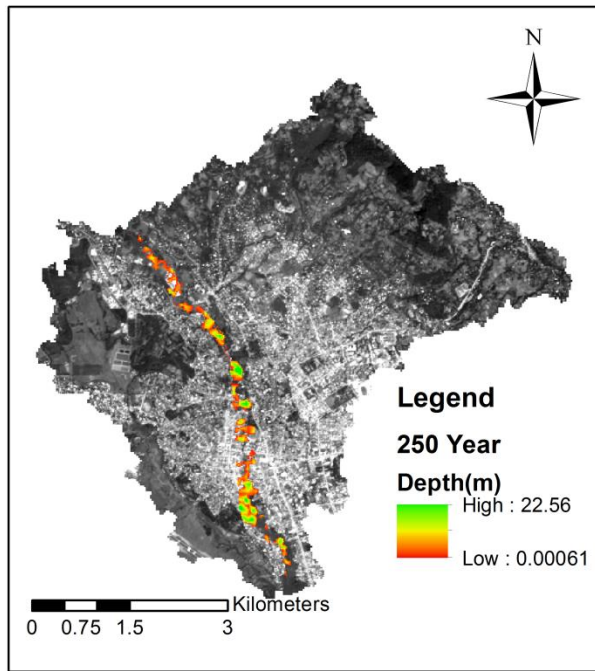 N
Legend
250 Year
Depth(m)
High : 22.56
Low : 0.00061
Kilometers
0 0.75 1.5 3